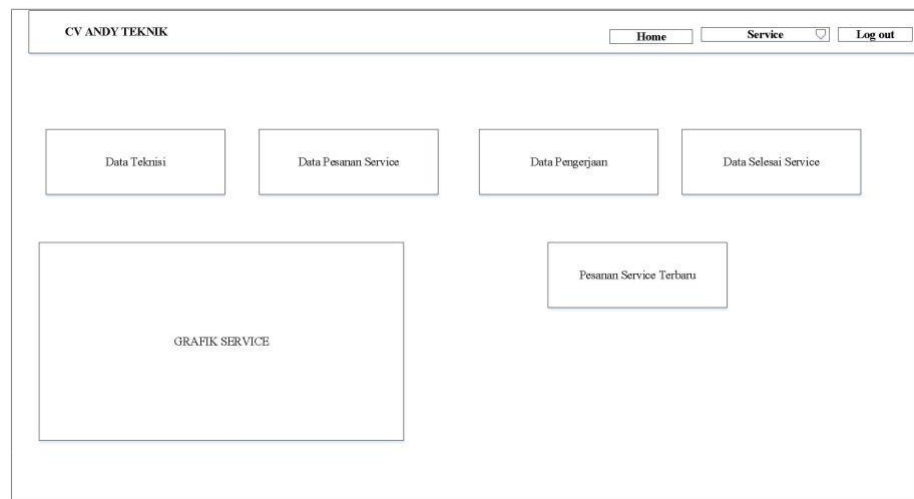 CV ANDY TEKNIK
Home
Service
Log out
Data Teknisi
Data Pesanan Service
Data Pengerjaan
Data Selesai Service
Pesanan Service Terbaru
GRAFIK SERVICE